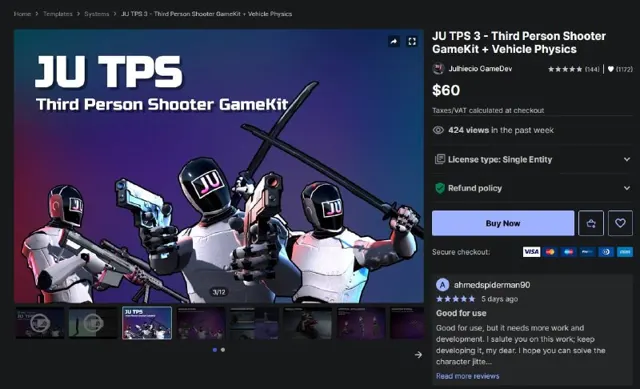 Home > Templates > Systems > JU TPS 3 - Third Person Shooter GameKit + Vehicle Physics
JU TPS
Third Person Shooter GameKit
JU
JU
JU
3/12
JU TPS 3 - Third Person Shooter
GameKit + Vehicle Physics
Julhiecio GameDev
★★★★★ (144) | ♥ (1172)
$60
Taxes/VAT calculated at checkout
424 views in the past week
License type: Single Entity
Refund policy
Buy Now
Secure checkout:
VISA
A ahmedspiderman90
★★★★★ 5 days ago
Good for use
Good for use, but it needs more work and
development. I salute you on this work; keep
developing it, my dear. I hope you can solve the
character jitte...
Read more reviews